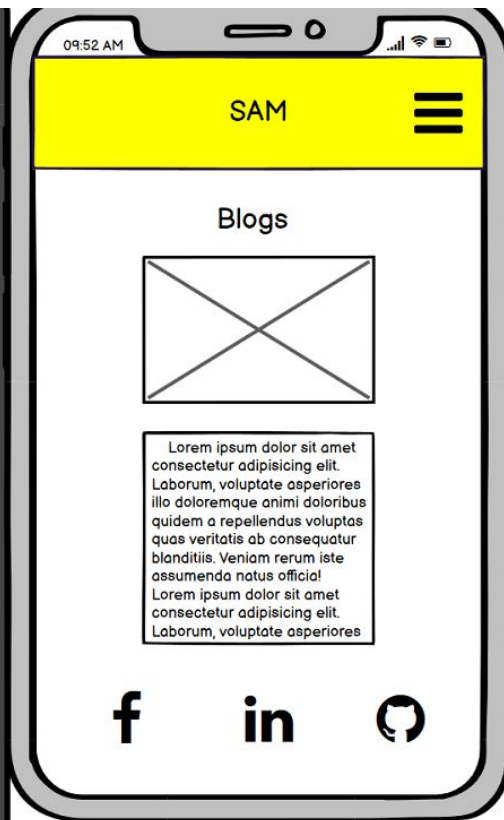 09:52 AM
SAM
Blogs
Lorem ipsum dolor sit amet
consectetur adipisicing elit.
Laborum, voluptate asperiores
illo doloremque animi doloribus
quidem a repellendus voluptas
quas veritatis ab consequatur
blanditiis. Veniam rerum iste
assumenda natus officia!
Lorem ipsum dolor sit amet
consectetur adipisicing elit.
Laborum, voluptate asperiores
f in